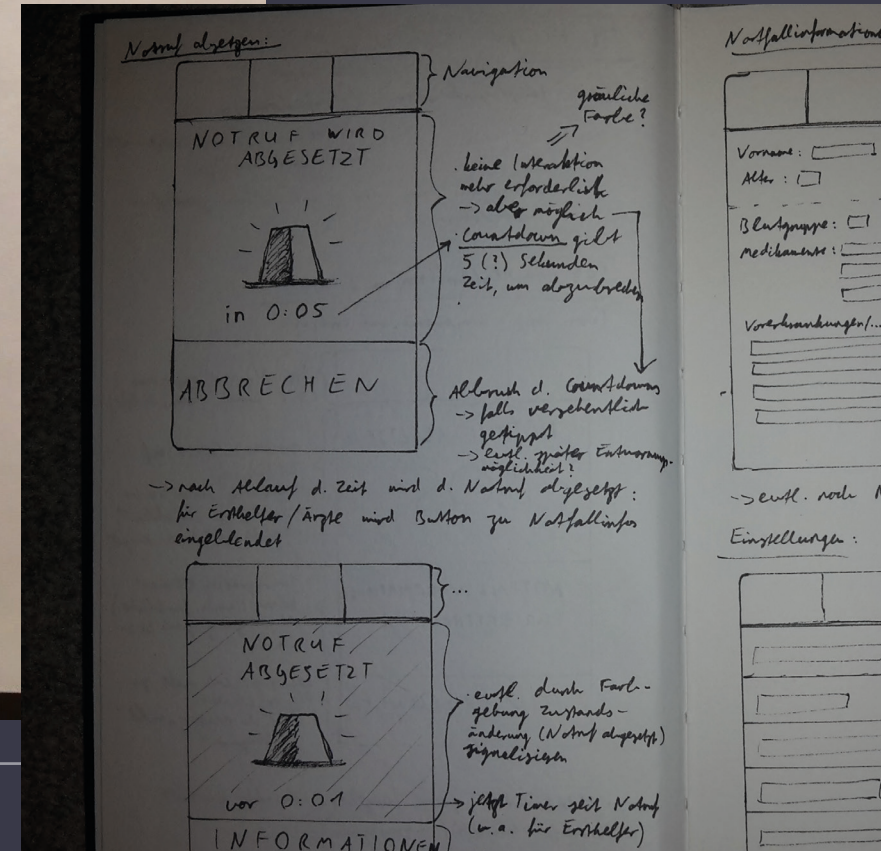 Notruf absetzen:
Navigation
gräuliche
Farbe?
NOTRUF WIRD
ABGESETZT
in 0:05
ABBRECHEN
. keine Interaktion
mehr erforderlich
-> aber möglich
. Countdown gibt
5 (?) Sekunden
Zeit, um abzubrechen
Abbruch d. Countdowns
-> falls versehentlich
getippt
-> evtl. später Entwarnungs-
möglichkeit?
-> nach Ablauf d. Zeit wird d. Notruf abgesetzt:
für Ersthelfer/Ärzte wird Button zu Notfallinfos
eingeblendet
...
NOTRUF
ABGESETZT
vor 0:01
INFORMATIONEN
. evtl. durch Farb-
gebung Zustands-
änderung (Notruf abgesetzt)
signalisieren
-> jetzt Timer seit Notruf
(u.a. für Ersthelfer)
Vorname:
Alter:
Blutgruppe:
Medikamente:
Vorerkrankungen/...
-> evtl. noch
Einstellungen: